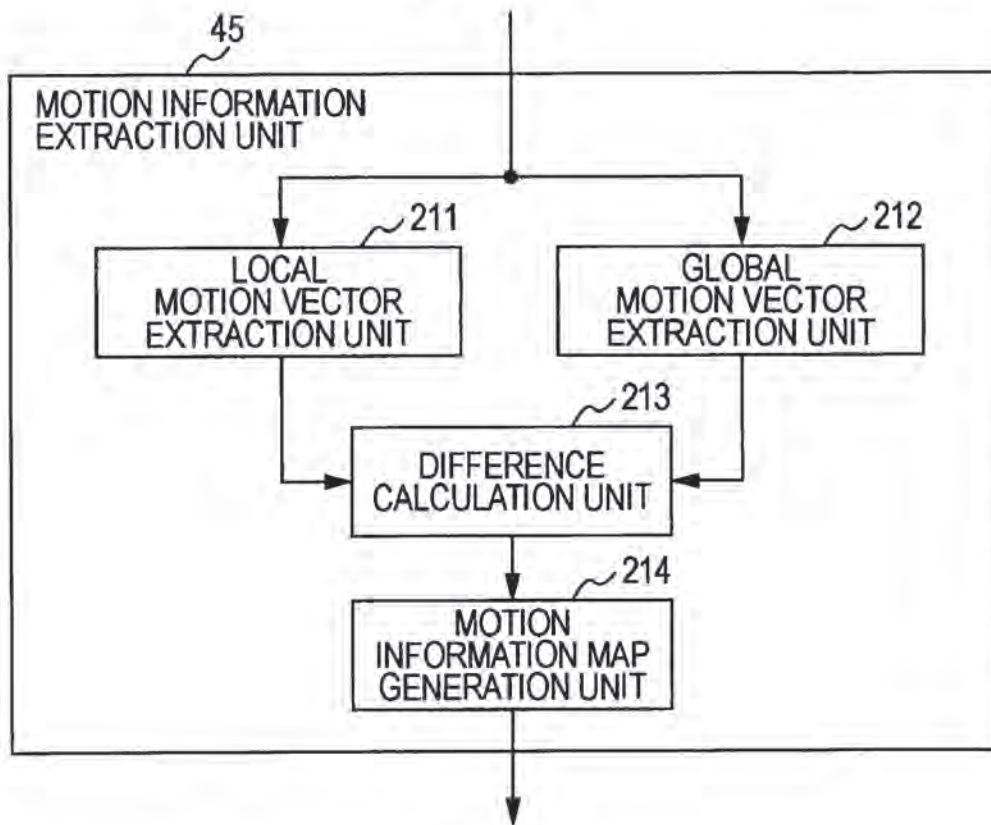 45
MOTION INFORMATION
EXTRACTION UNIT
211
LOCAL
MOTION VECTOR
EXTRACTION UNIT
212
GLOBAL
MOTION VECTOR
EXTRACTION UNIT
213
DIFFERENCE
CALCULATION UNIT
214
MOTION
INFORMATION MAP
GENERATION UNIT